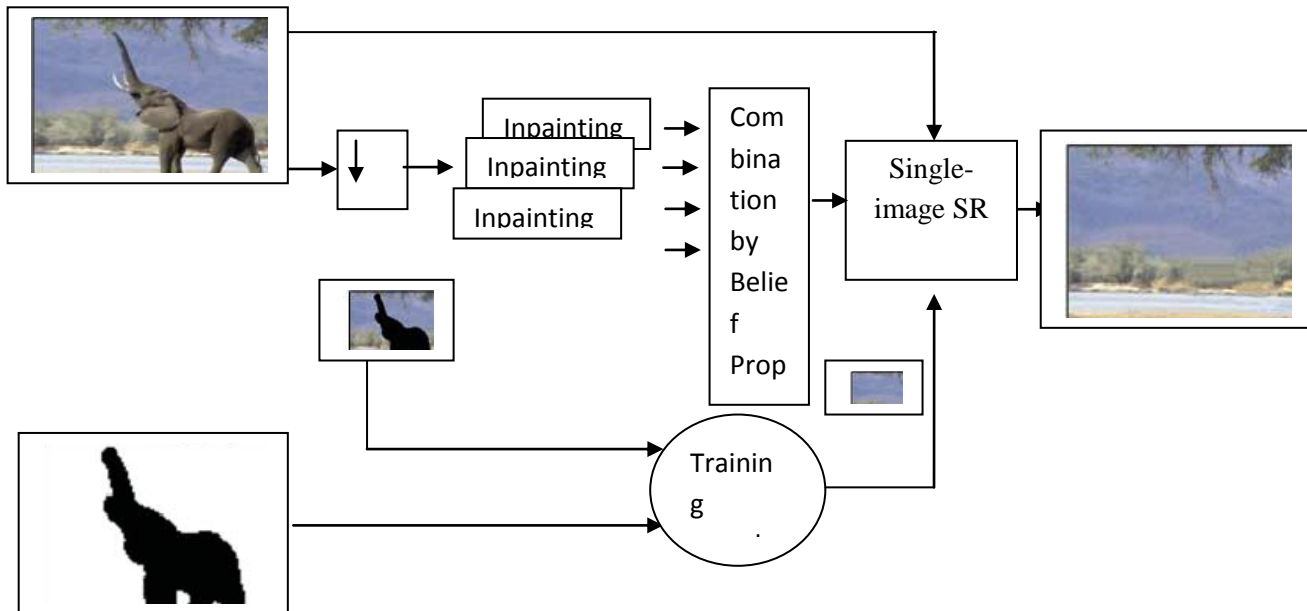 Inpainting
Inpainting
Inpainting
Com
bina
tion
by
Belie
f
Prop
Single-
image SR
Trainin
g
.